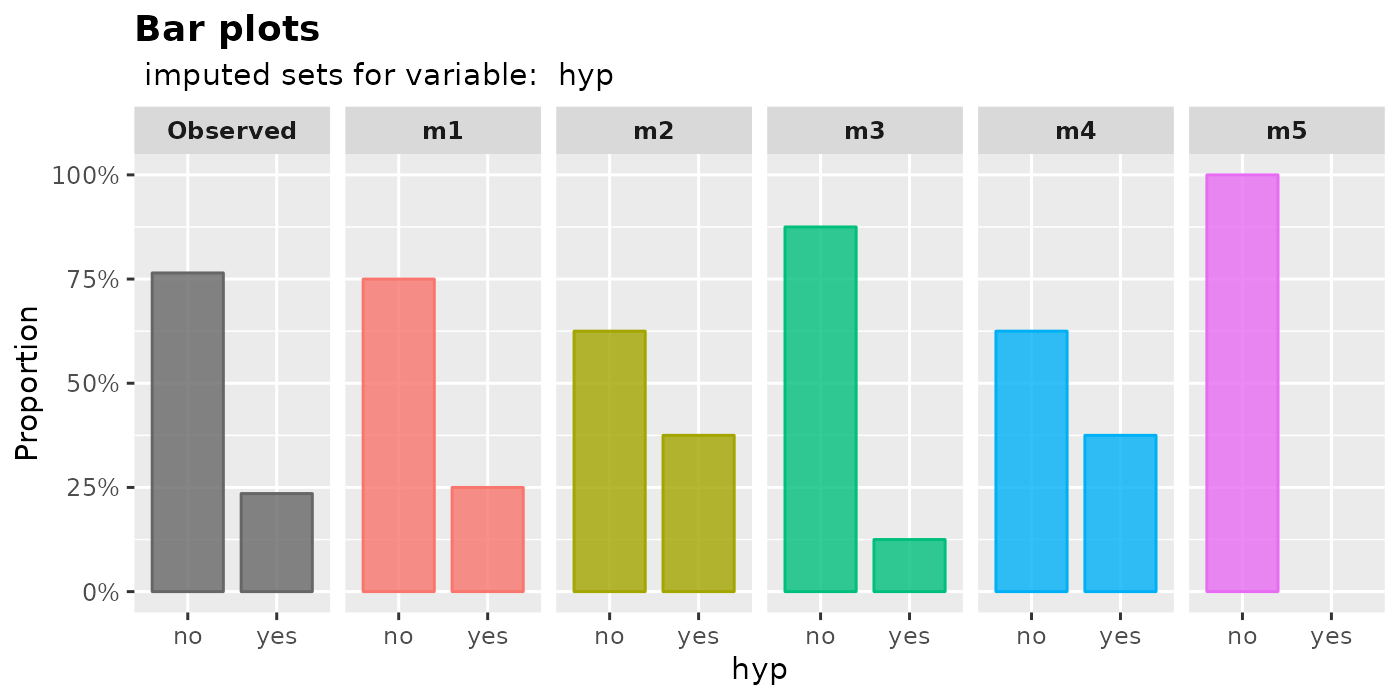 Bar plots
imputed sets for variable:  hyp
Observed m1 m2 m3 m4 m5
Proportion
100%
75%
50%
25%
0%
no yes no yes no yes no yes no yes no yes
hyp